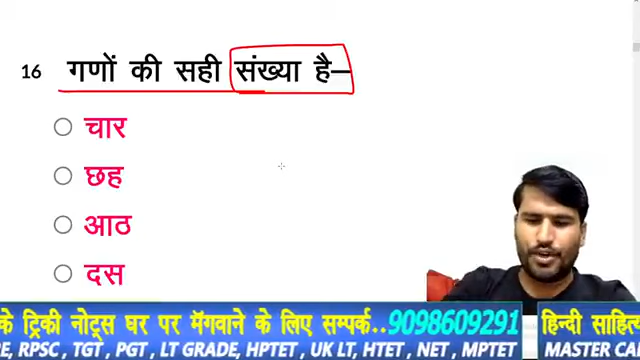 16 गणों की सही संख्या है–
चार
छह
आठ
दस
के ट्रिकी नोट्स घर पर मॅगवाने के लिए सम्पर्क..9098609291 हिन्दी साहित्य
RE, RPSC, TGT , PGT , LT GRADE, HPTET , UK LT, HTET , NET , MPTET MASTER CA